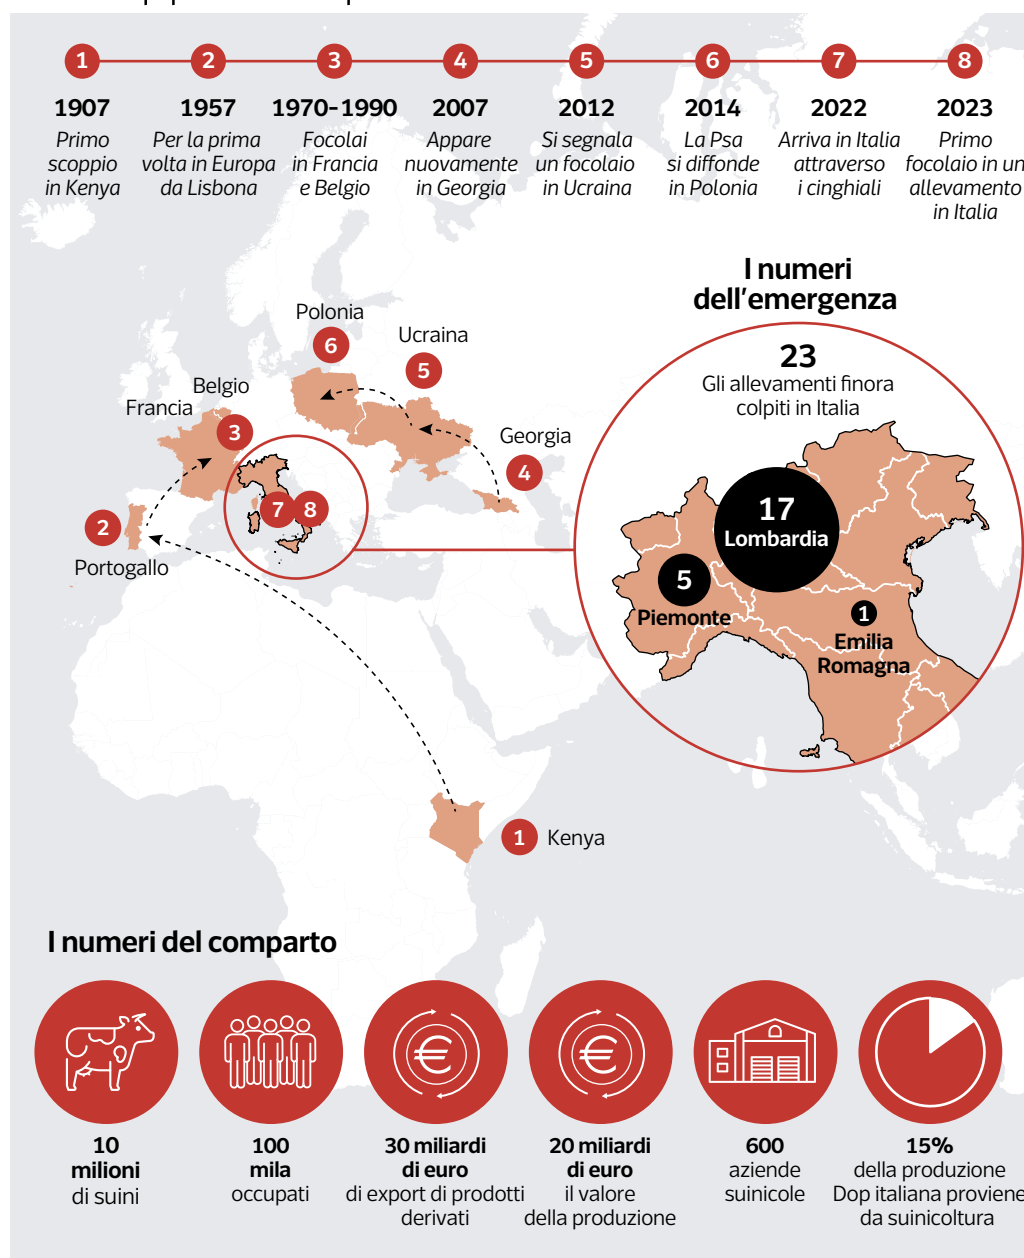 1 2 3 4 5 6 7 8
1907
Primo
scoppio
in Kenya
1957
Per la prima
volta in Europa
da Lisbona
1970-1990
Focolai
in Francia
e Belgio
2007
Appare
nuovamente
in Georgia
2012
Si segnala
un focolaio
in Ucraina
2014
La Psa
si diffonde
in Polonia
2022
Arriva in Italia
attraverso
i cinghiali
2023
Primo
focolaio in un
allevamento
in Italia
Polonia
6
Ucraina
5
Belgio
Francia
3
Georgia
4
7 8
2
Portogallo
1 Kenya
I numeri
dell'emergenza
23
Gli allevamenti finora
colpiti in Italia
17
Lombardia
5
Piemonte
1
Emilia
Romagna
I numeri del comparto
€
€
10
milioni
di suini
100
mila
occupati
30 miliardi
di euro
di export di prodotti
derivati
20 miliardi
di euro
il valore
della produzione
600
aziende
suinicole
15%
della produzione
Dop italiana proviene
da suinicoltura